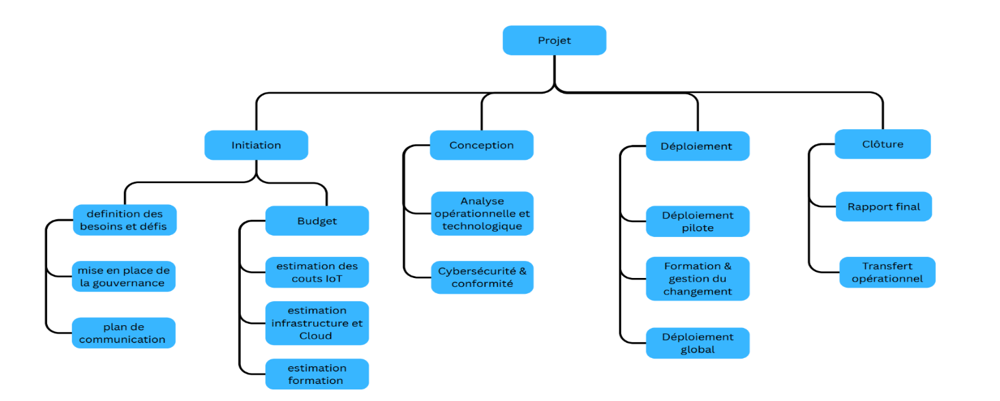 Projet
Initiation
Conception
Déploiement
Clôture
definition des
besoins et défis
mise en place de
la gouvernance
plan de
communication
Budget
estimation des
couts IoT
estimation
infrastructure et
Cloud
estimation
formation
Analyse
opérationnelle et
technologique
Cybersécurité &
conformité
Déploiement
pilote
Formation &
gestion du
changement
Déploiement
global
Rapport final
Transfert
opérationnel